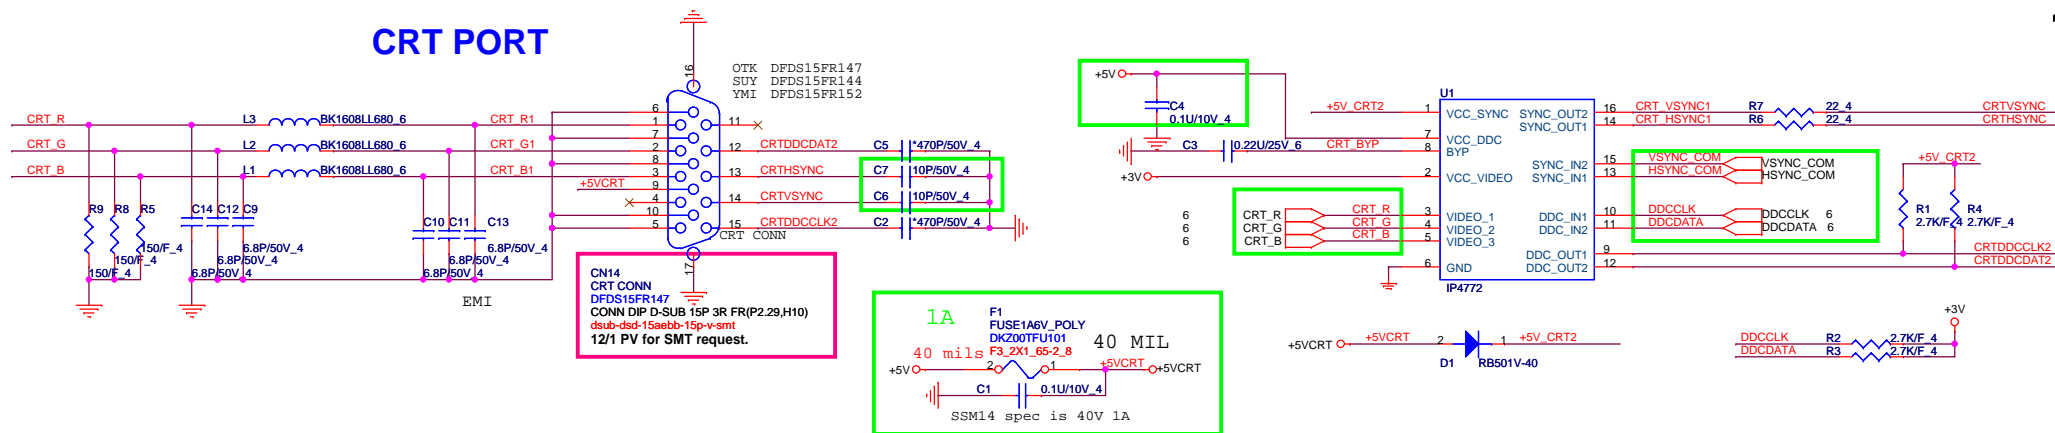 CRT PORT
OTK DFDS15FR147
SUY DFDS15FR144
YMI DFDS15FR152
CRT_R
L3
BK1608LL680_6
CRT_R1
CRT_G
L2
BK1608LL680_6
CRT_G1
CRT_B
L1
BK1608LL680_6
CRT_B1
R9
R8
R5
C14
C12
C9
C10
C11
C13
150/F_4
150/F_4
150/F_4
6.8P/50V_4
6.8P/50V_4
6.8P/50V_4
6.8P/50V_4
6.8P/50V_4
6.8P/50V_4
EMI
16
6
1
7
2
8
3
9
4
10
5
11
12
13
14
15
17
+5VCRT
CRT CONN
CRTDDCDAT2
C5
*470P/50V_4
CRTHSYNC
C7
10P/50V_4
CRTVSYNC
C6
10P/50V_4
CRTDDCCLK2
C2
*470P/50V_4
CN14
CRT CONN
DFDS15FR147
CONN DIP D-SUB 15P 3R FR(P2.29,H10)
dsub-dsd-15aebb-15p-v-smt
12/1 PV for SMT request.
1A
F1
FUSE1A6V_POLY
DKZ00TFU101
F3_2X1_65-2_8
40 mils
40 MIL
+5V
2
1
+5VCRT
+5VCRT
C1
0.1U/10V_4
SSM14 spec is 40V 1A
+5V
C4
0.1U/10V_4
C3
0.22U/25V_6
CRT_BYP
+3V
+5V_CRT2
6
CRT_R
CRT_R
6
CRT_G
CRT_G
6
CRT_B
CRT_B
U1
1
VCC_SYNC
7
VCC_DDC
8
BYP
2
VCC_VIDEO
3
VIDEO_1
4
VIDEO_2
5
VIDEO_3
6
GND
SYNC_OUT2
16
SYNC_OUT1
14
SYNC_IN2
15
SYNC_IN1
13
DDC_IN1
10
DDC_IN2
11
DDC_OUT1
9
DDC_OUT2
12
IP4772
CRT_VSYNC1
R7
22_4
CRTVSYNC
CRT_HSYNC1
R6
22_4
CRTHSYNC
VSYNC_COM
VSYNC_COM
HSYNC_COM
HSYNC_COM
DDCCLK
DDCCLK
6
DDCDATA
DDCDATA
6
+5V_CRT2
R1
2.7K/F_4
R4
2.7K/F_4
CRTDDCCLK2
CRTDDCDAT2
+5VCRT
+5VCRT
2
1
+5V_CRT2
D1
RB501V-40
+3V
DDCCLK
R2
2.7K/F_4
DDCDATA
R3
2.7K/F_4